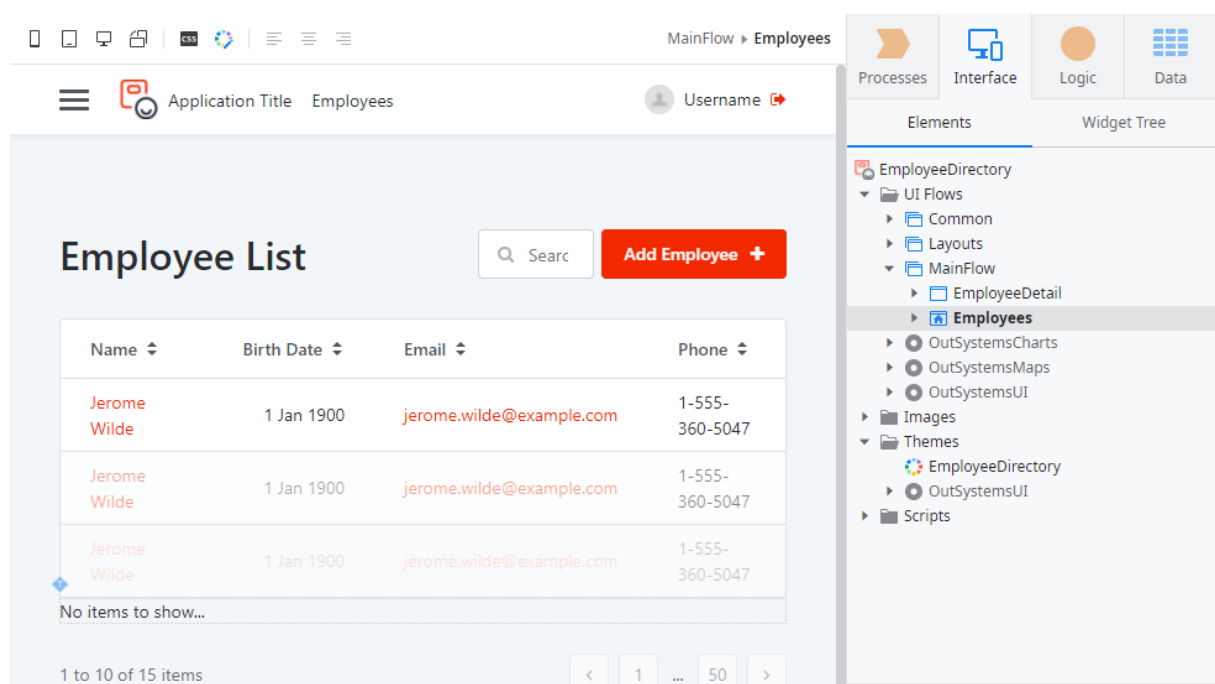 CSS
MainFlow ▸ Employees
Application Title Employees
Username
Employee List
Searc
Add Employee +
Name Birth Date Email Phone
Jerome Wilde 1 Jan 1900 jerome.wilde@example.com 1-555-360-5047
Jerome Wilde 1 Jan 1900 jerome.wilde@example.com 1-555-360-5047
Jerome Wilde 1 Jan 1900 jerome.wilde@example.com 1-555-360-5047
No items to show...
1 to 10 of 15 items
< 1 ... 50 >
Processes Interface Logic Data
Elements Widget Tree
EmployeeDirectory
UI Flows
Common
Layouts
MainFlow
EmployeeDetail
Employees
OutSystemsCharts
OutSystemsMaps
OutSystemsUI
Images
Themes
EmployeeDirectory
OutSystemsUI
Scripts